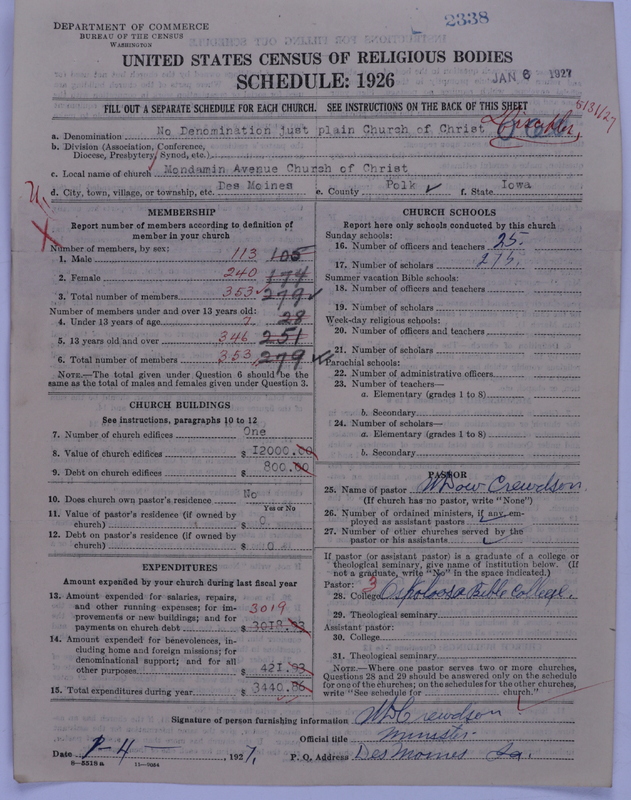 2338
DEPARTMENT OF COMMERCE
BUREAU OF THE CENSUS
WASHINGTON
UNITED STATES CENSUS OF RELIGIOUS BODIES
SCHEDULE: 1926
JAN 6 1927
FILL OUT A SEPARATE SCHEDULE FOR EACH CHURCH. SEE INSTRUCTIONS ON THE BACK OF THIS SHEET
5/31/27
a. Denomination No Denomination just plain Church of Christ
b. Division (Association, Conference, Diocese, Presbytery, Synod, etc.)
c. Local name of church Mondamin Avenue Church of Christ
d. City, town, village, or township, etc. Des Moines e. County Polk ✓ f. State Iowa
MEMBERSHIP
Report number of members according to definition of member in your church
Number of members, by sex:
1. Male 113 105
2. Female 240 174
3. Total number of members 353 279 ✓
Number of members under and over 13 years old:
4. Under 13 years of age 7 28
5. 13 years old and over 346 251
6. Total number of members 353 279 ✓
NOTE.—The total given under Question 6 should be the same as the total of males and females given under Question 3.
CHURCH BUILDINGS
See instructions, paragraphs 10 to 12
7. Number of church edifices One
8. Value of church edifices $ 12000.00
9. Debt on church edifices $ 800.00
10. Does church own pastor's residence No
Yes or No
11. Value of pastor's residence (if owned by church) $ 0
12. Debt on pastor's residence (if owned by church) $ 0
EXPENDITURES
Amount expended by your church during last fiscal year
13. Amount expended for salaries, repairs, and other running expenses; for improvements or new buildings; and for payments on church debt 3019 $ 3018.93
14. Amount expended for benevolences, including home and foreign missions; for denominational support; and for all other purposes $ 421.93
15. Total expenditures during year $ 3440.86
CHURCH SCHOOLS
Report here only schools conducted by this church
Sunday schools:
16. Number of officers and teachers 25.
17. Number of scholars 275.
Summer vacation Bible schools:
18. Number of officers and teachers
19. Number of scholars
Week-day religious schools:
20. Number of officers and teachers
21. Number of scholars
Parochial schools:
22. Number of administrative officers
23. Number of teachers—
a. Elementary (grades 1 to 8)
b. Secondary
24. Number of scholars—
a. Elementary (grades 1 to 8)
b. Secondary
PASTOR
25. Name of pastor Crewdson
(If church has no pastor, write "None")
26. Number of ordained ministers, if any, employed as assistant pastors
27. Number of other churches served by the pastor or his assistants
If pastor (or assistant pastor) is a graduate of a college or theological seminary, give name of institution below. (If not a graduate, write "No" in the space indicated.)
Pastor: 3
28. College Oskaloosa Bible College.
29. Theological seminary
Assistant pastor:
30. College
31. Theological seminary
NOTE.—Where one pastor serves two or more churches, Questions 28 and 29 should be answered only on the schedule for one of the churches; on the schedules for the other churches, write "See schedule for church."
Signature of person furnishing information Crewdson
Official title Minister
Date 1-4- 1927. P. O. Address Des Moines Ia.
8—5518a 11—9064